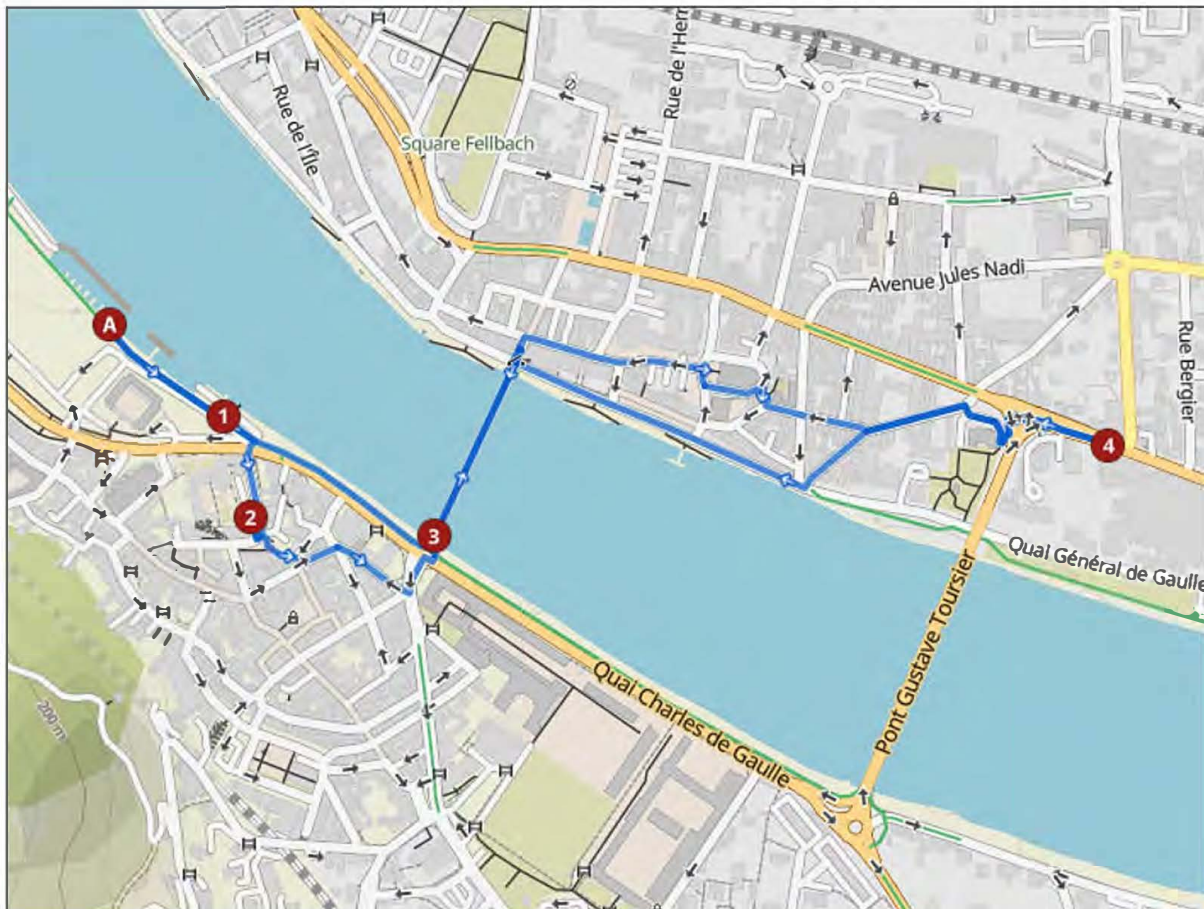 Rue de l'Île
Square Fellbach
Rue de l'Her
Avenue Jules Nadi
Rue Bergier
A
1
2
3
4
Quai Général de Gaulle
Pont Gustave Toursier
Quai Charles de Gaulle
200 m